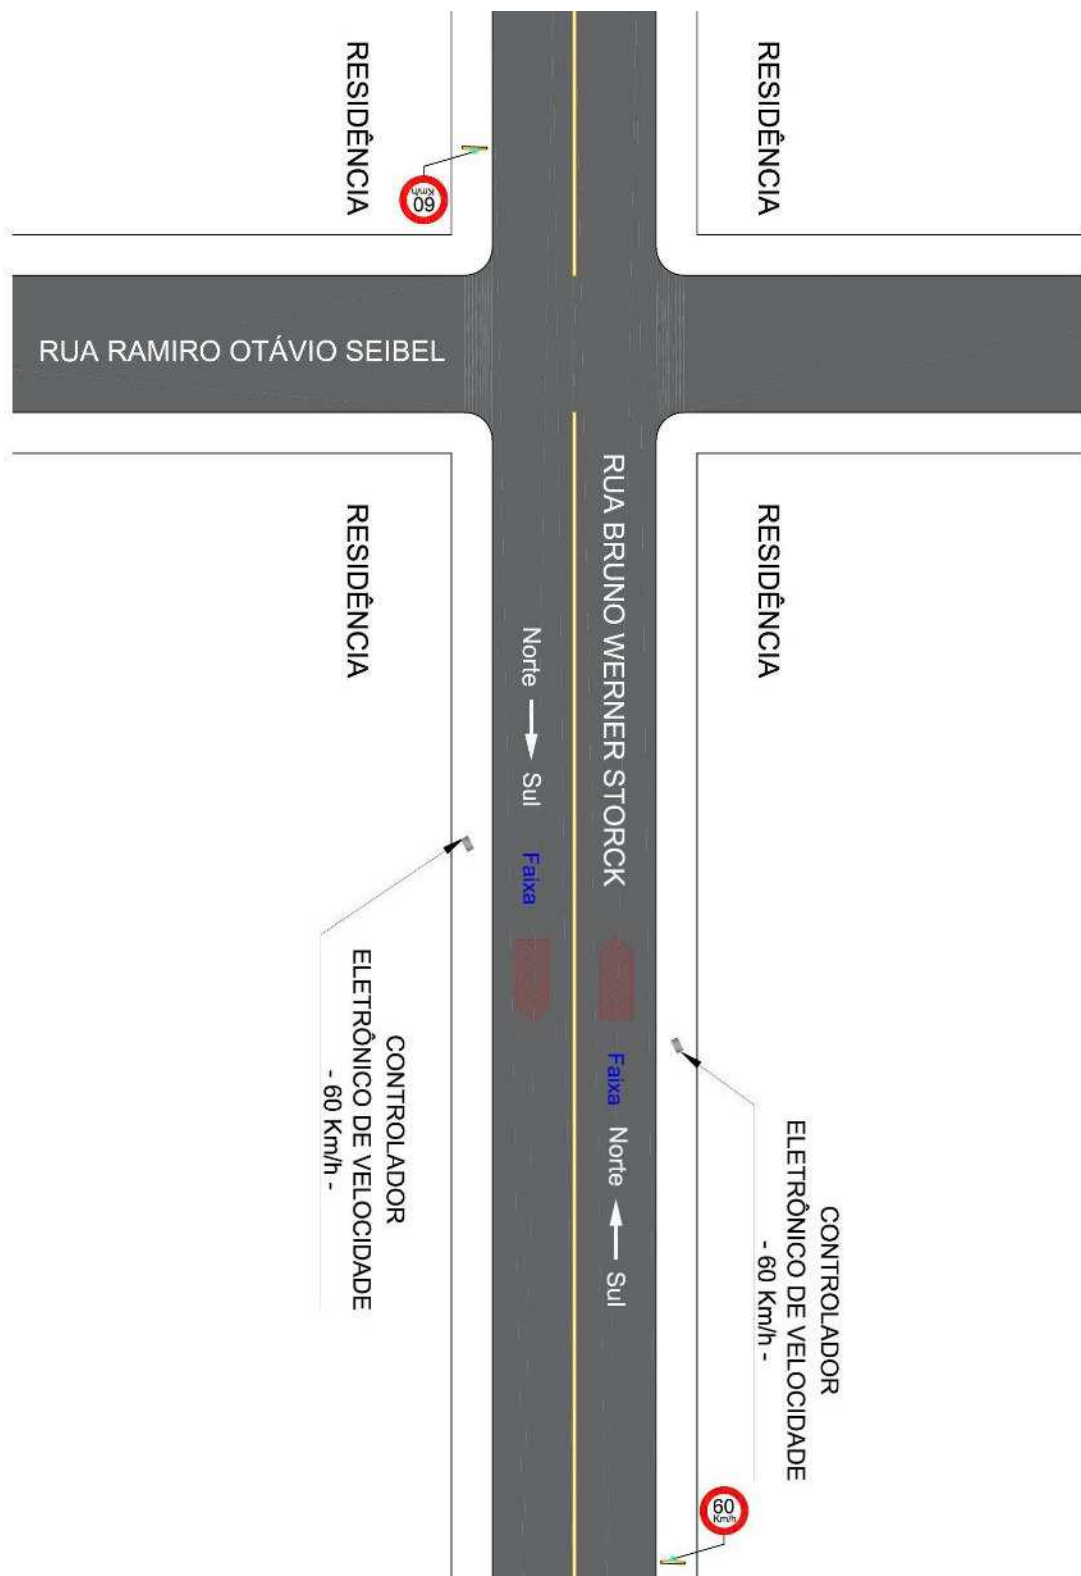 RESIDÊNCIA
RESIDÊNCIA
60
Km/h
RUA RAMIRO OTÁVIO SEIBEL
RUA BRUNO WERNER STORCK
RESIDÊNCIA
RESIDÊNCIA
Norte
Sul
Faixa
Faixa
Norte
Sul
CONTROLADOR
ELETRÔNICO DE VELOCIDADE
- 60 Km/h -
CONTROLADOR
ELETRÔNICO DE VELOCIDADE
- 60 Km/h -
60
Km/h